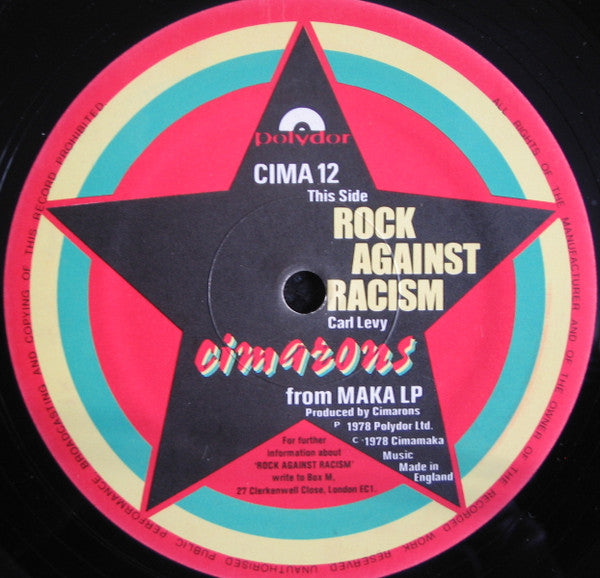 polydor
CIMA 12
This Side
ROCK
AGAINST
RACISM
Carl Levy
cimarons
from MAKA LP
Produced by Cimarons
P 1978 Polydor Ltd.
C 1978 Cimamaka
Music
Made in
England
For further
information about
'ROCK AGAINST RACISM'
write to Box M.
27 Clerkenwell Close, London EC1.
ALL RIGHTS OF THE MANUFACTURER AND OF THE OWNER OF THE RECORDED WORK RESERVED UNAUTHORISED PUBLIC PERFORMANCE BROADCASTING AND COPYING OF THIS RECORD PROHIBITED